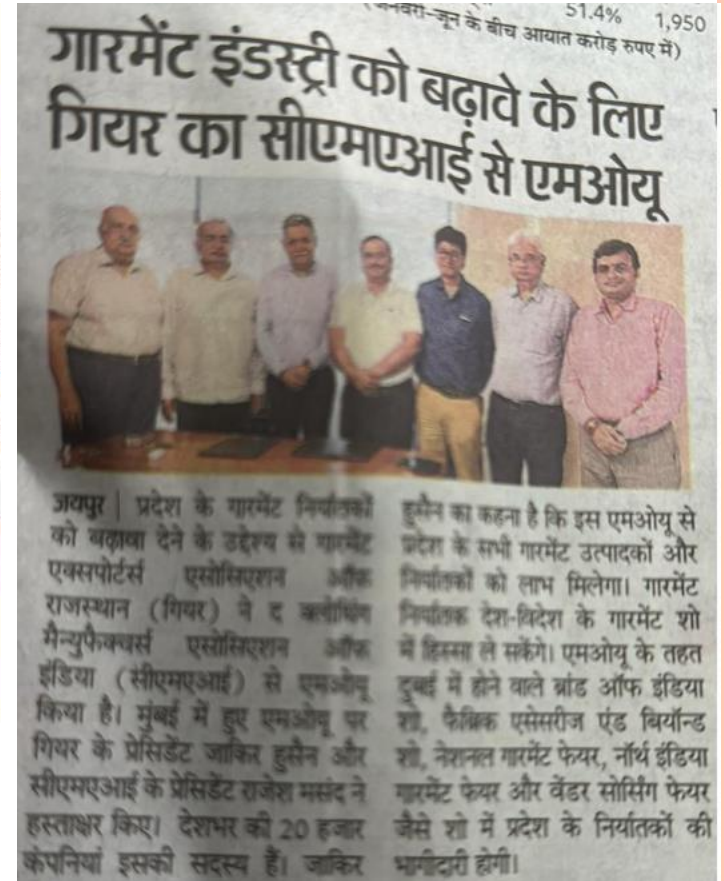 51.4% 1,950
जनवरी-जून के बीच आयात करोड़ रुपए में)
गारमेंट इंडस्ट्री को बढ़ावे के लिए
गियर का सीएमएआई से एमओयू
जयपुर | प्रदेश के गारमेंट निर्यातकों
को बढ़ावा देने के उद्देश्य से गारमेंट
एक्सपोर्टर्स एसोसिएशन ऑफ
राजस्थान (गियर) ने द क्लोथिंग
मैन्युफैक्चर्स एसोसिएशन ऑफ
इंडिया (सीएमएआई) से एमओयू
किया है। मुंबई में हुए एमओयू पर
गियर के प्रेसिडेंट जाकिर हुसैन और
सीएमएआई के प्रेसिडेंट राजेश मसंद ने
हस्ताक्षर किए। देशभर की 20 हजार
कंपनियां इसकी सदस्य हैं। जाकिर
हुसैन का कहना है कि इस एमओयू से
प्रदेश के सभी गारमेंट उत्पादकों और
निर्यातकों को लाभ मिलेगा। गारमेंट
निर्यातक देश-विदेश के गारमेंट शो
में हिस्सा ले सकेंगे। एमओयू के तहत
दुबई में होने वाले ब्रांड ऑफ इंडिया
शो, फैब्रिक एसेसरीज एंड बियॉन्ड
शो, नेशनल गारमेंट फेयर, नॉर्थ इंडिया
गारमेंट फेयर और वेंडर सोर्सिंग फेयर
जैसे शो में प्रदेश के निर्यातकों की
भागीदारी होगी।